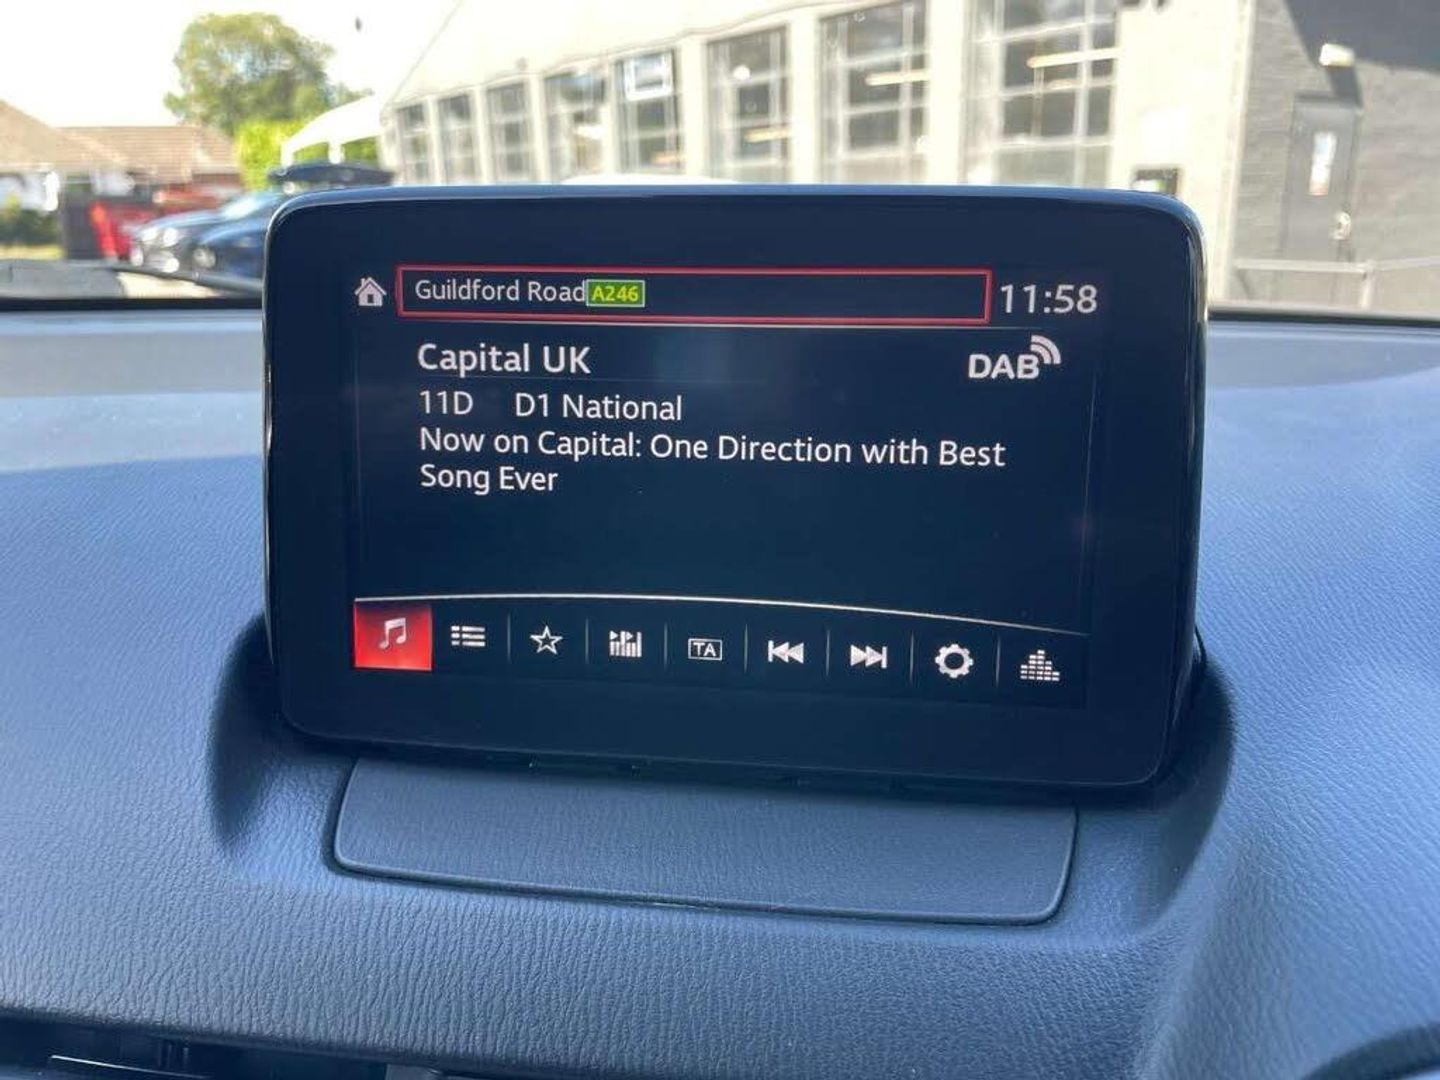 Guildford Road A246 11:58
Capital UK DAB
11D D1 National
Now on Capital: One Direction with Best
Song Ever
TA